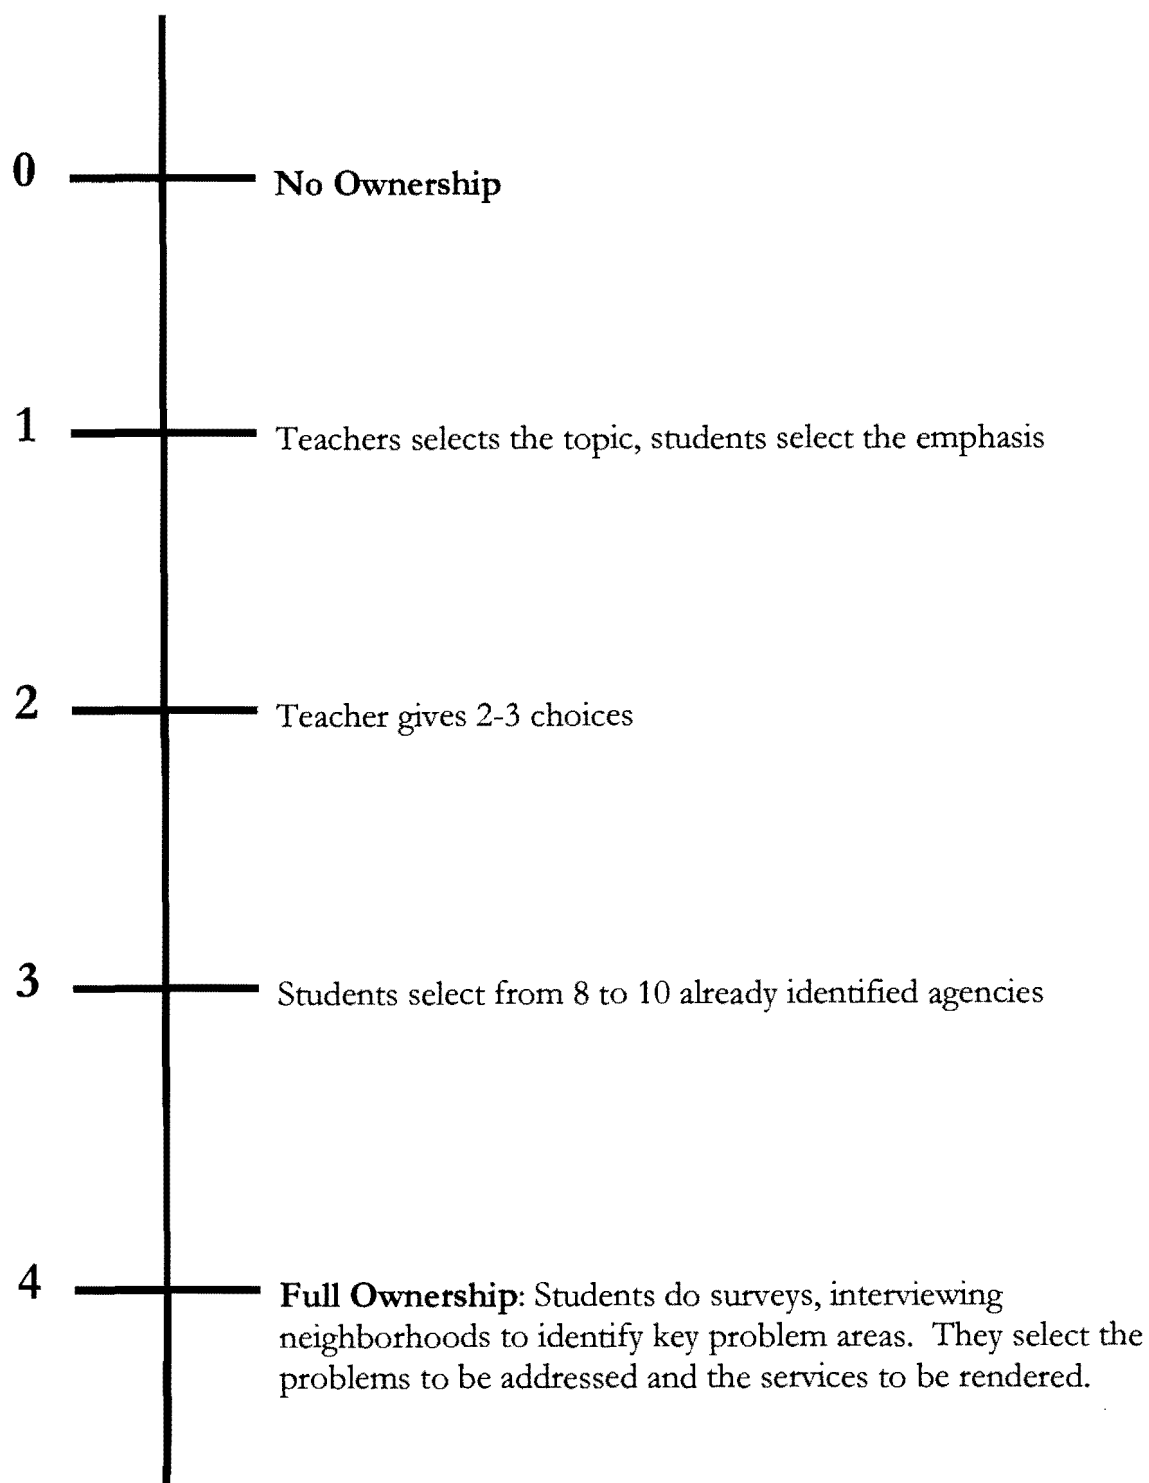 0
No Ownership
1
Teachers selects the topic, students select the emphasis
2
Teacher gives 2-3 choices
3
Students select from 8 to 10 already identified agencies
4
Full Ownership: Students do surveys, interviewing
neighborhoods to identify key problem areas. They select the
problems to be addressed and the services to be rendered.